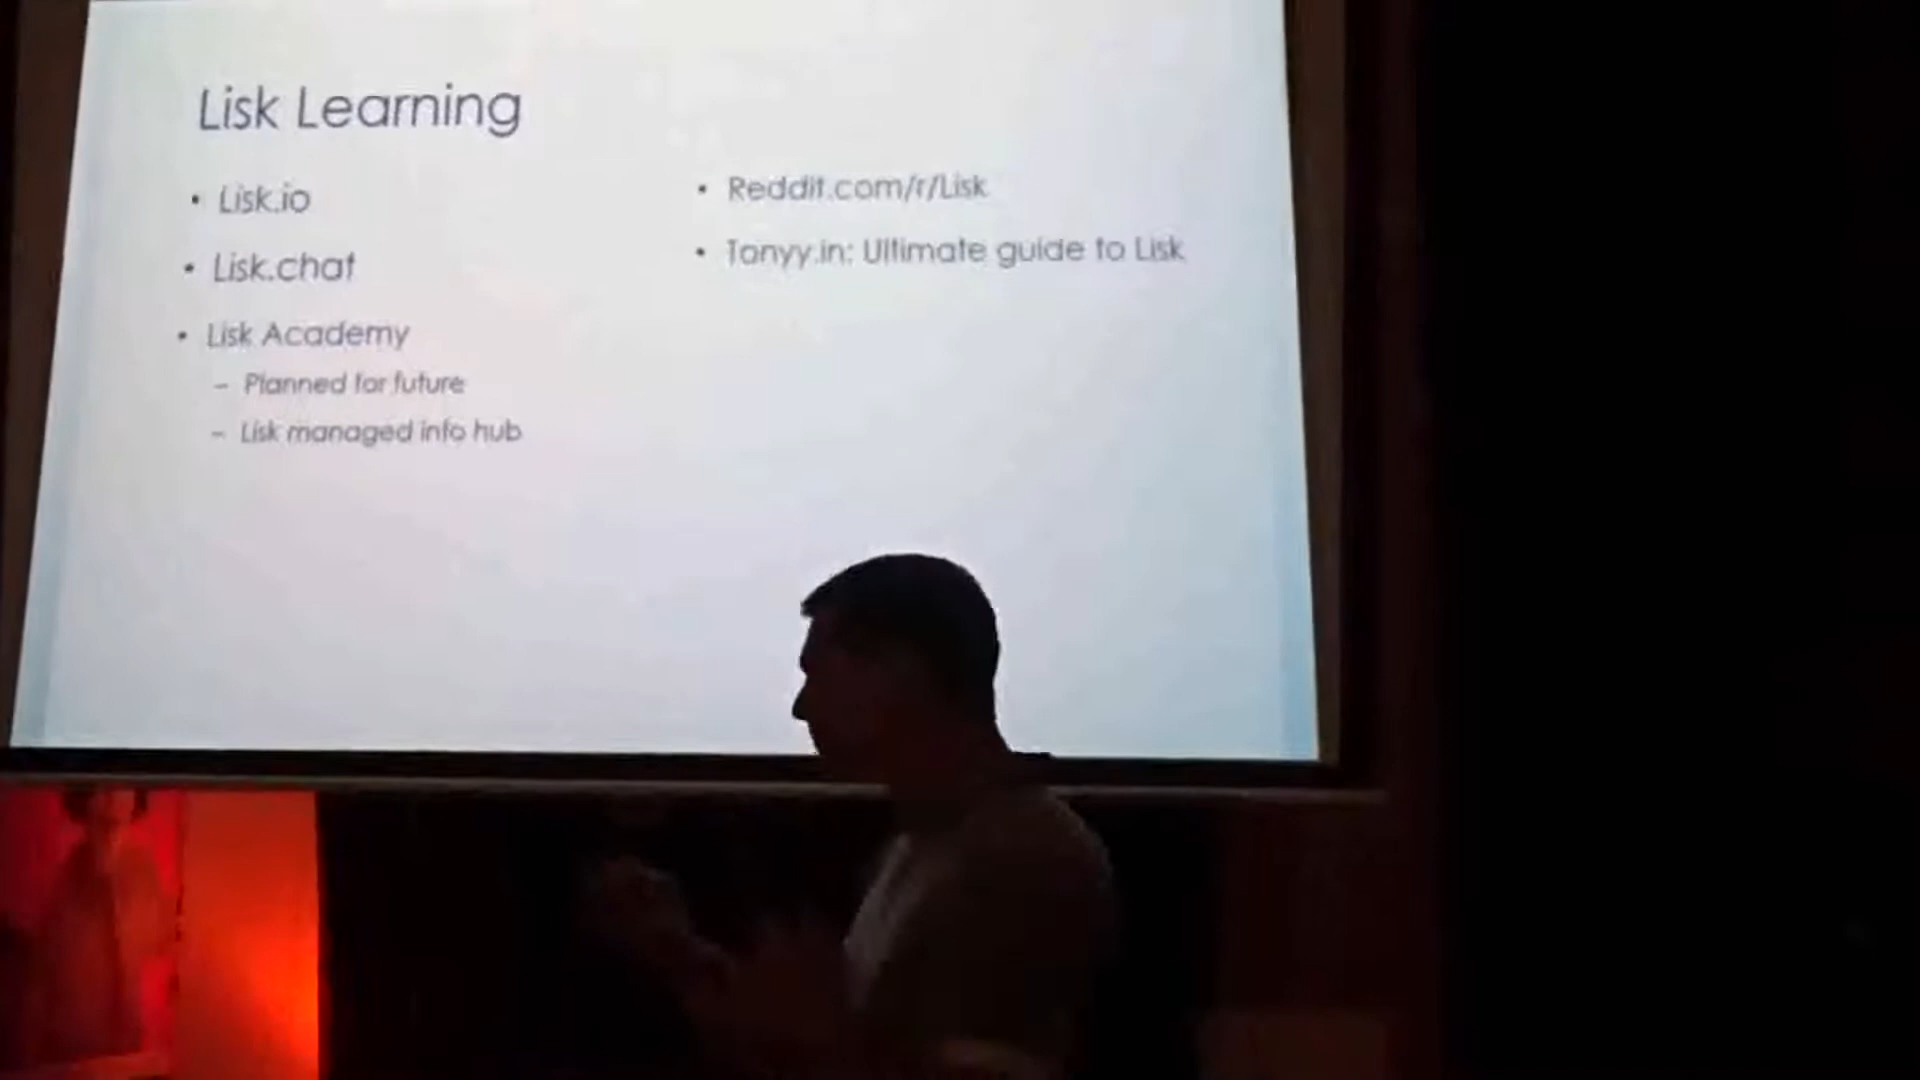 Lisk Learning
• Lisk.io
• Lisk.chat
• Lisk Academy
– Planned for future
– Lisk managed info hub
• Reddit.com/r/Lisk
• Tonyy.in: Ultimate guide to Lisk